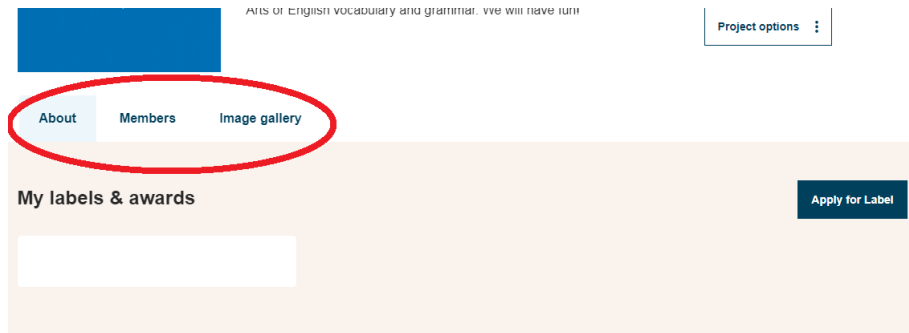 Arts or English vocabulary and grammar. We will have fun!
Project options
About Members Image gallery
My labels & awards
Apply for Label